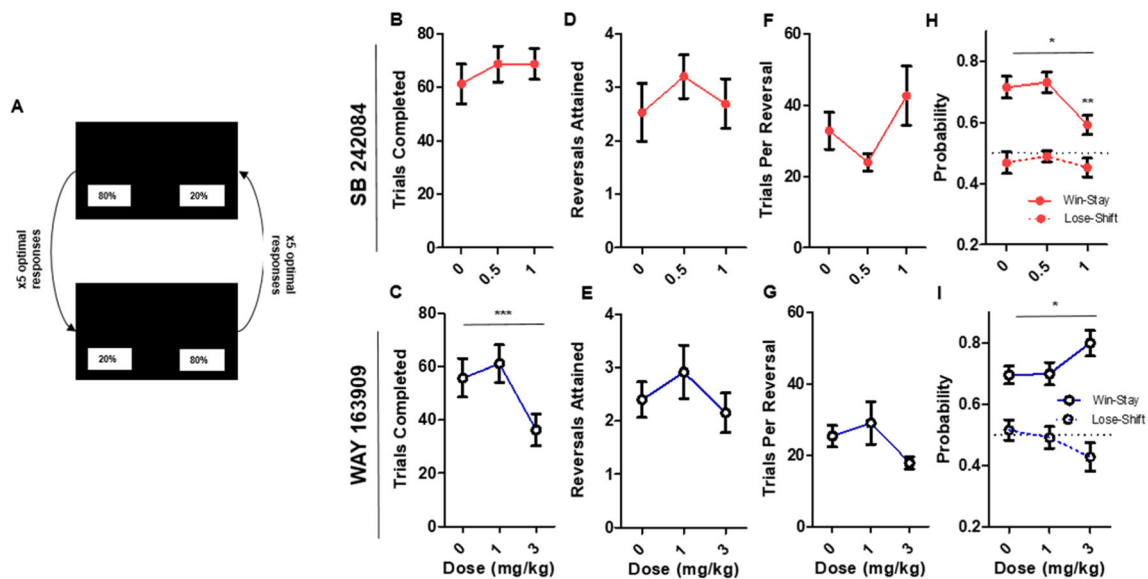 A
80%
20%
x5 optimal
responses
x5 optimal
responses
20%
80%
SB 242084
B
Trials Completed
80
60
40
20
0
0
0.5
1
D
Reversals Attained
4
3
2
1
0
0
0.5
1
F
Trials Per Reversal
60
40
20
0
0
0.5
1
H
Probability
0.8
0.6
0.4
0.2
*
**
Win-Stay
Lose-Shift
0
0.5
1
WAY 163909
C
Trials Completed
80
60
40
20
0
***
0
1
3
Dose (mg/kg)
E
Reversals Attained
4
3
2
1
0
0
1
3
Dose (mg/kg)
G
Trials Per Reversal
60
40
20
0
0
1
3
Dose (mg/kg)
I
Probability
0.8
0.6
0.4
0.2
*
Win-Stay
Lose-Shift
0
1
3
Dose (mg/kg)